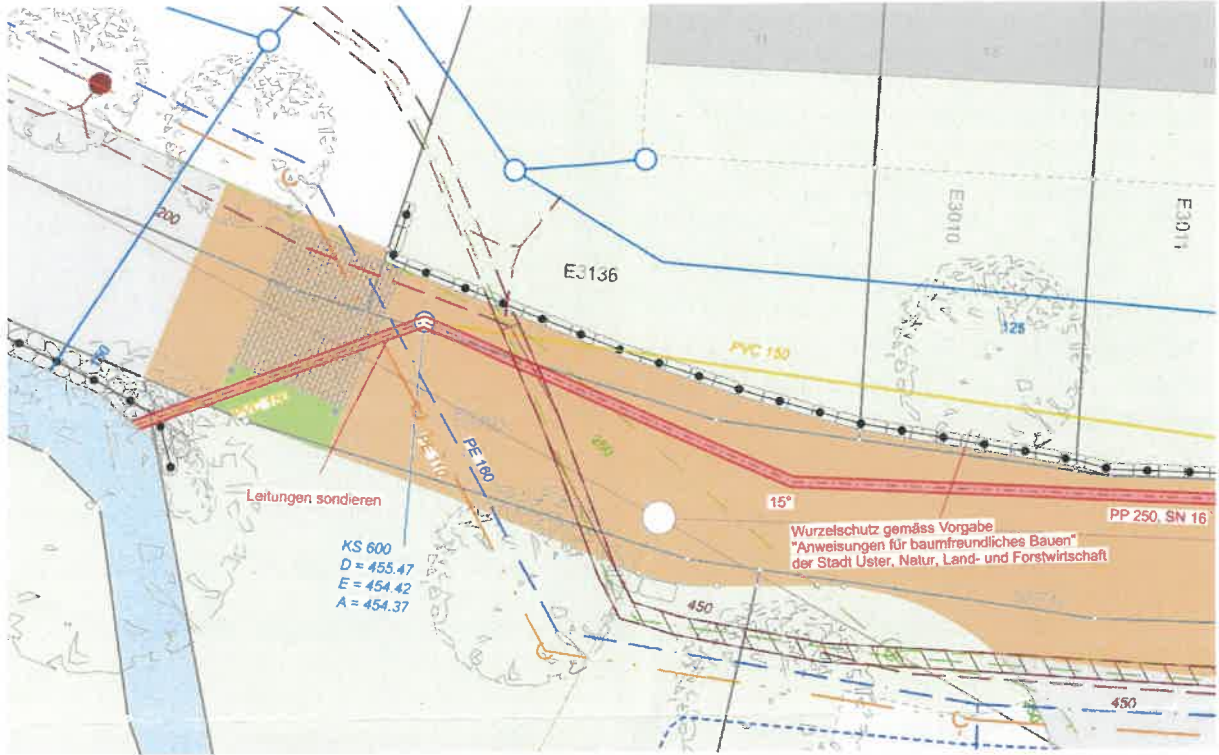 200
E3136
E3010
E3011
125
PVC 150
250
PE 160
Leitungen sondieren
KS 600
D = 455.47
E = 454.42
A = 454.37
15°
PP 250, SN 16
Wurzelschutz gemäss Vorgabe
"Anweisungen für baumfreundliches Bauen"
der Stadt Uster, Natur, Land- und Forstwirtschaft
450
450